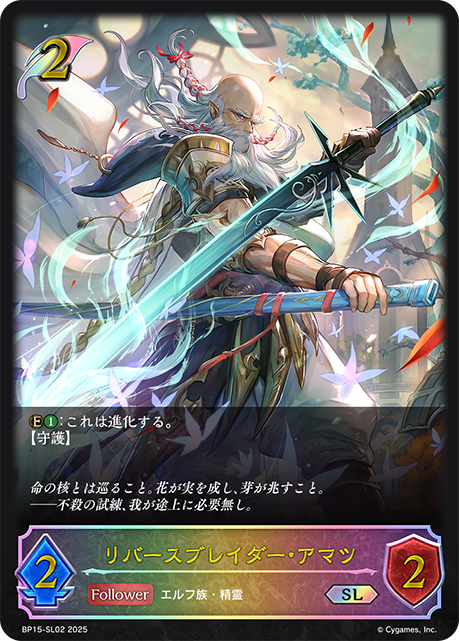 2
E1：これは進化する。
【守護】
命の核とは巡ること。花が実を成し、芽が兆すこと。
――不殺の試練、我が途上に必要無し。
リバースブレイダー・アマツ
2
Follower エルフ族・精霊 SL
2
BP15-SL02 2025 © Cygames, Inc.